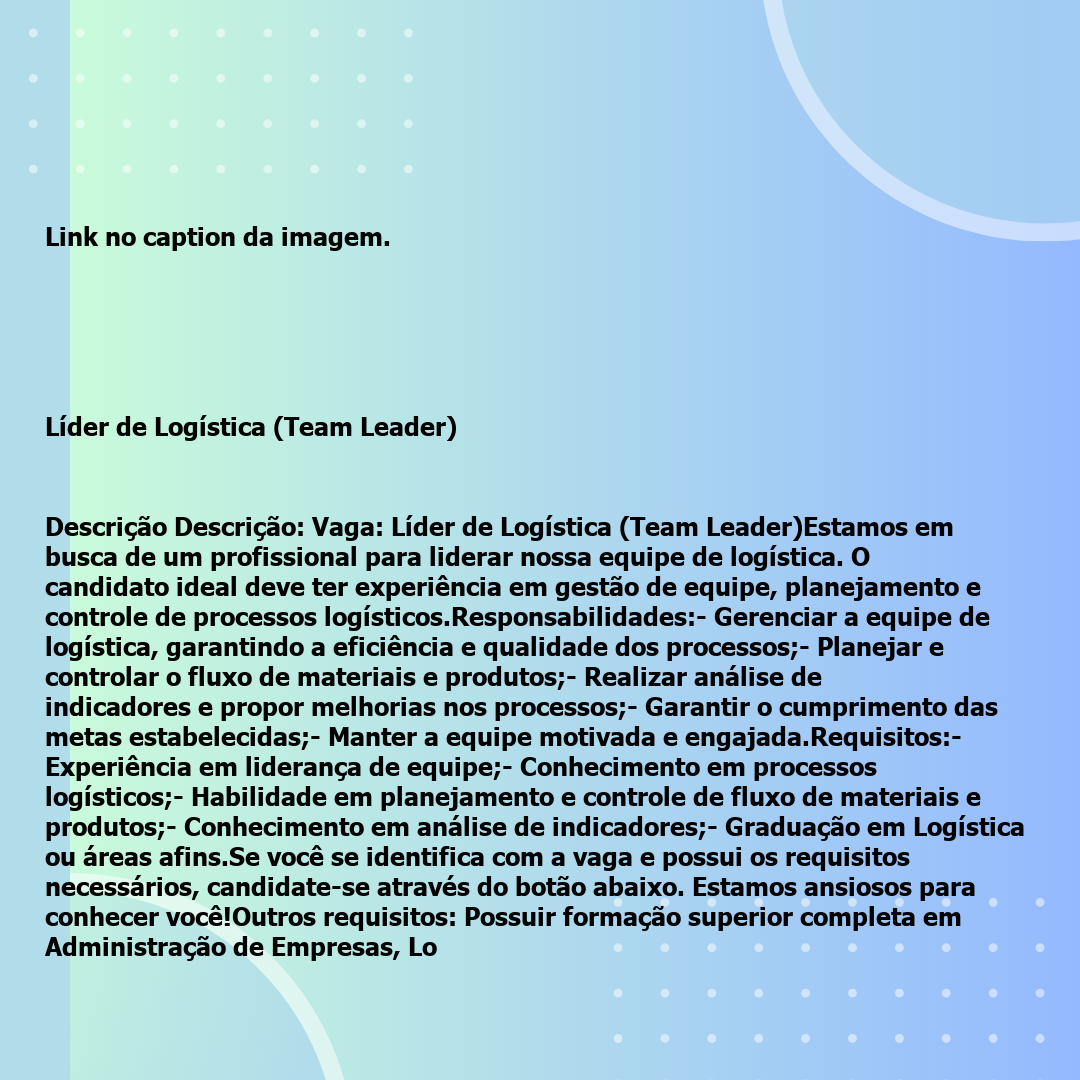 Link no caption da imagem.
Líder de Logística (Team Leader)
Descrição Descrição: Vaga: Líder de Logística (Team Leader)Estamos em
busca de um profissional para liderar nossa equipe de logística. O
candidato ideal deve ter experiência em gestão de equipe, planejamento e
controle de processos logísticos.Responsabilidades:- Gerenciar a equipe de
logística, garantindo a eficiência e qualidade dos processos;- Planejar e
controlar o fluxo de materiais e produtos;- Realizar análise de
indicadores e propor melhorias nos processos;- Garantir o cumprimento das
metas estabelecidas;- Manter a equipe motivada e engajada.Requisitos:-
Experiência em liderança de equipe;- Conhecimento em processos
logísticos;- Habilidade em planejamento e controle de fluxo de materiais e
produtos;- Conhecimento em análise de indicadores;- Graduação em Logística
ou áreas afins.Se você se identifica com a vaga e possui os requisitos
necessários, candidate-se através do botão abaixo. Estamos ansiosos para
conhecer você!Outros requisitos: Possuir formação superior completa em
Administração de Empresas, Lo